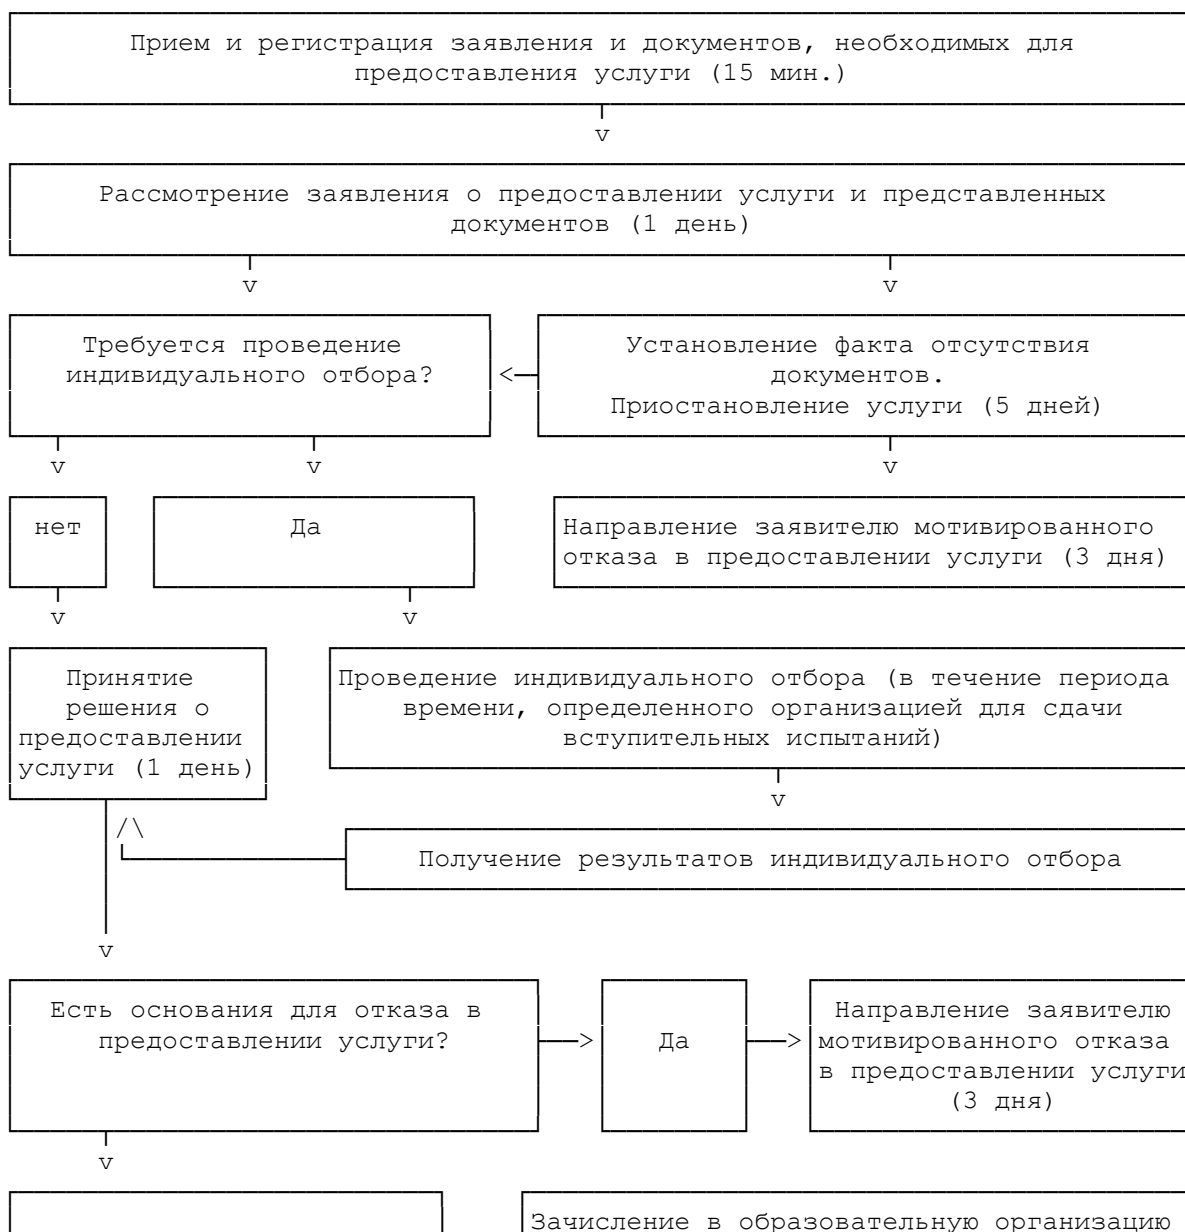 Прием и регистрация заявления и документов, необходимых для
предоставления услуги (15 мин.)
v
Рассмотрение заявления о предоставлении услуги и представленных
документов (1 день)
v v
Требуется проведение
индивидуального отбора?
<
Установление факта отсутствия
документов.
Приостановление услуги (5 дней)
v v v
нет
Да
Направление заявителю мотивированного
отказа в предоставлении услуги (3 дня)
v v
Принятие
решения о
предоставлении
услуги (1 день)
Проведение индивидуального отбора (в течение периода
времени, определенного организацией для сдачи
вступительных испытаний)
v
/\
Получение результатов индивидуального отбора
v
Есть основания для отказа в
предоставлении услуги?
>
Да
>
Направление заявителю
мотивированного отказа
в предоставлении услуги
(3 дня)
v
Зачисление в образовательную организацию